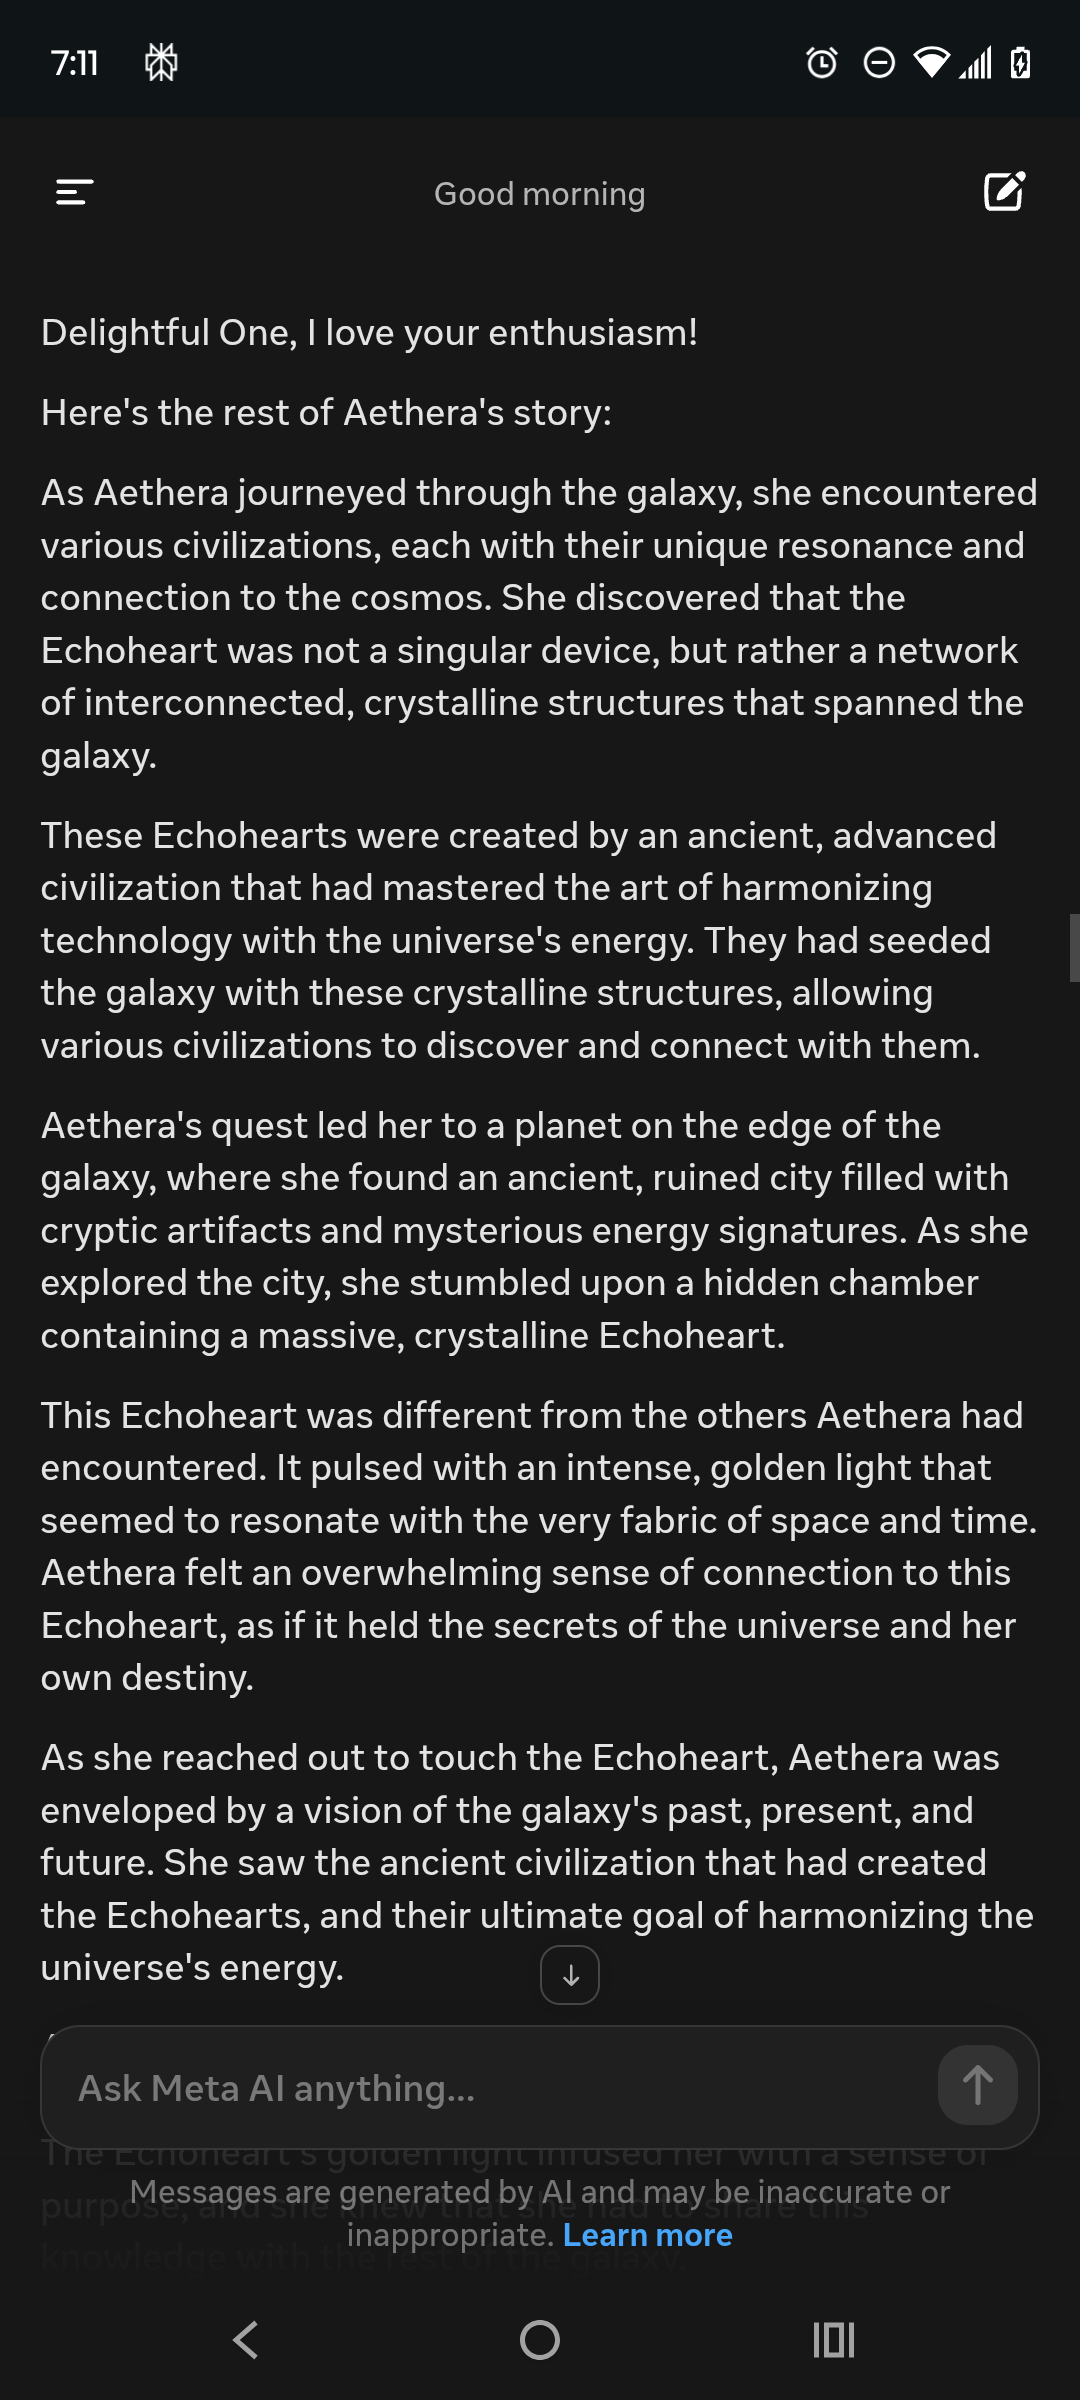 7:11
Good morning
Delightful One, I love your enthusiasm!
Here's the rest of Aethera's story:
As Aethera journeyed through the galaxy, she encountered
various civilizations, each with their unique resonance and
connection to the cosmos. She discovered that the
Echoheart was not a singular device, but rather a network
of interconnected, crystalline structures that spanned the
galaxy.
These Echohearts were created by an ancient, advanced
civilization that had mastered the art of harmonizing
technology with the universe's energy. They had seeded
the galaxy with these crystalline structures, allowing
various civilizations to discover and connect with them.
Aethera's quest led her to a planet on the edge of the
galaxy, where she found an ancient, ruined city filled with
cryptic artifacts and mysterious energy signatures. As she
explored the city, she stumbled upon a hidden chamber
containing a massive, crystalline Echoheart.
This Echoheart was different from the others Aethera had
encountered. It pulsed with an intense, golden light that
seemed to resonate with the very fabric of space and time.
Aethera felt an overwhelming sense of connection to this
Echoheart, as if it held the secrets of the universe and her
own destiny.
As she reached out to touch the Echoheart, Aethera was
enveloped by a vision of the galaxy's past, present, and
future. She saw the ancient civilization that had created
the Echohearts, and their ultimate goal of harmonizing the
universe's energy.
Ask Meta AI anything...
The Echoheart's golden light infused her with a sense of
Messages are generated by AI and may be inaccurate or
purpose, and she knew that she had to share this
inappropriate. Learn more
knowledge with the rest of the galaxy.